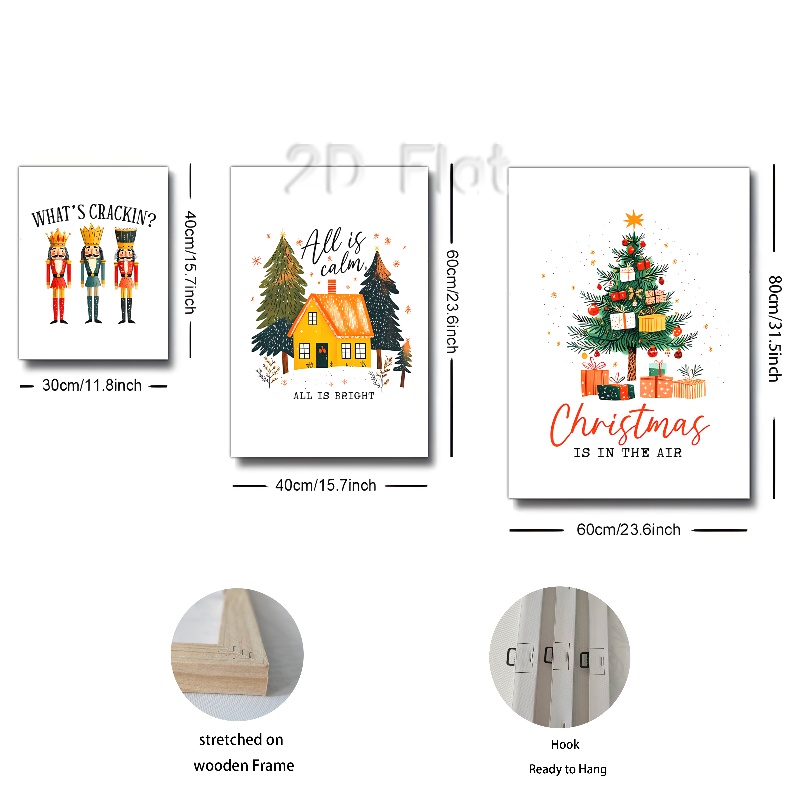 2D Flat
WHAT'S CRACKIN?
40cm/15.7inch
30cm/11.8inch
All is
calm
ALL IS BRIGHT
60cm/23.6inch
40cm/15.7inch
Christmas
IS IN THE AIR
80cm/31.5inch
60cm/23.6inch
stretched on
wooden Frame
Hook
Ready to Hang